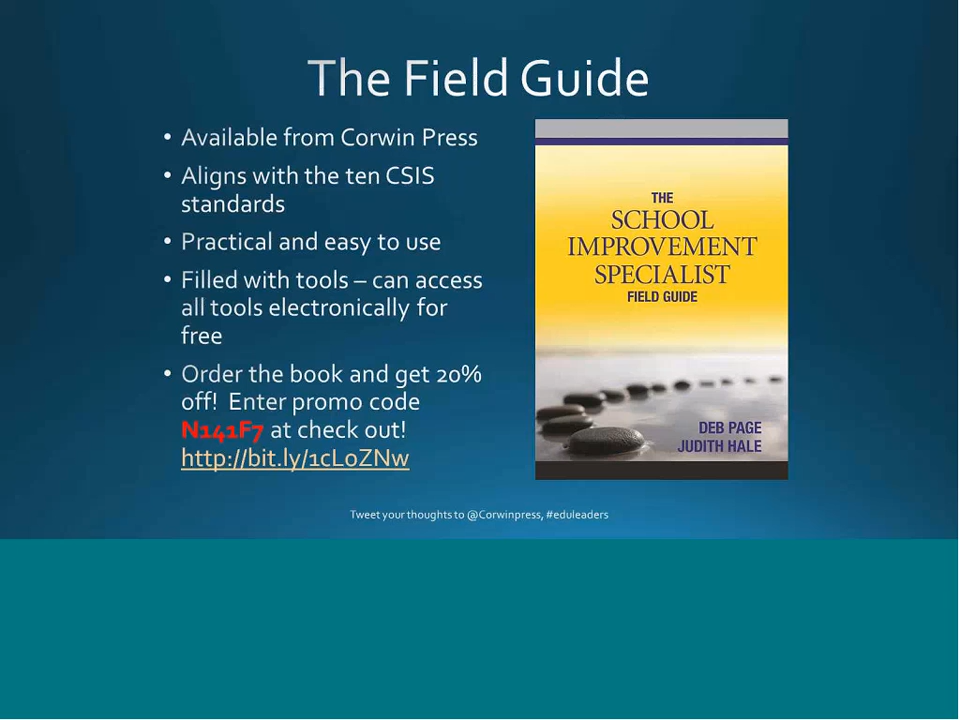 The Field Guide
• Available from Corwin Press
• Aligns with the ten CSIS
standards
• Practical and easy to use
• Filled with tools – can access
all tools electronically for
free
• Order the book and get 20%
off! Enter promo code
N141F7 at check out!
http://bit.ly/1cLoZNw
THE
SCHOOL
IMPROVEMENT
SPECIALIST
FIELD GUIDE
DEB PAGE
JUDITH HALE
Tweet your thoughts to @Corwinpress, #eduleaders